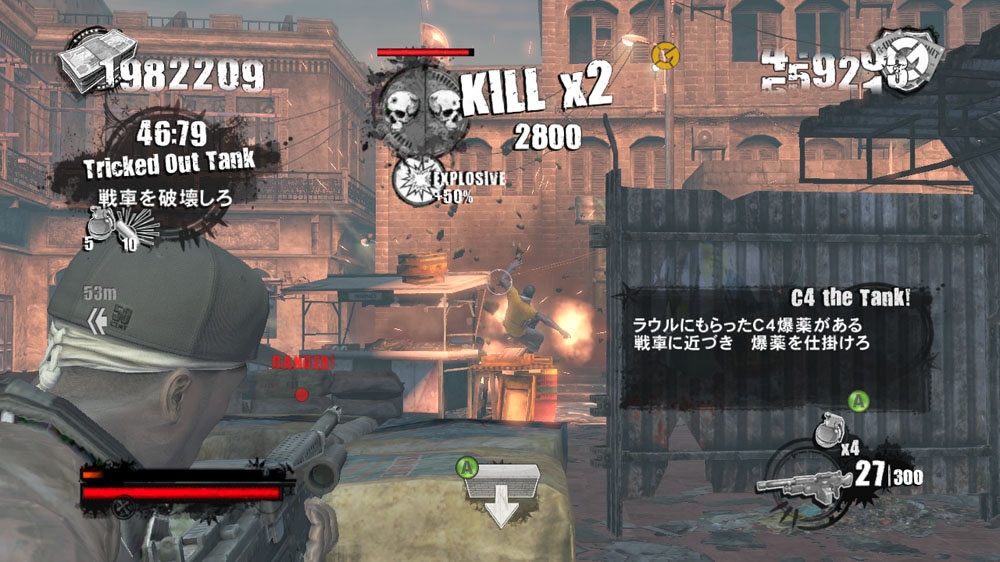 1982209
KILL x2
2800
46:79
Tricked Out Tank
戦車を破壊しろ
EXPLOSIVE
+50%
5 10
53m
50
DANGER!
C4 the Tank!
ラウルにもらったC4爆薬がある
戦車に近づき 爆薬を仕掛けろ
A
A
x4
27|300